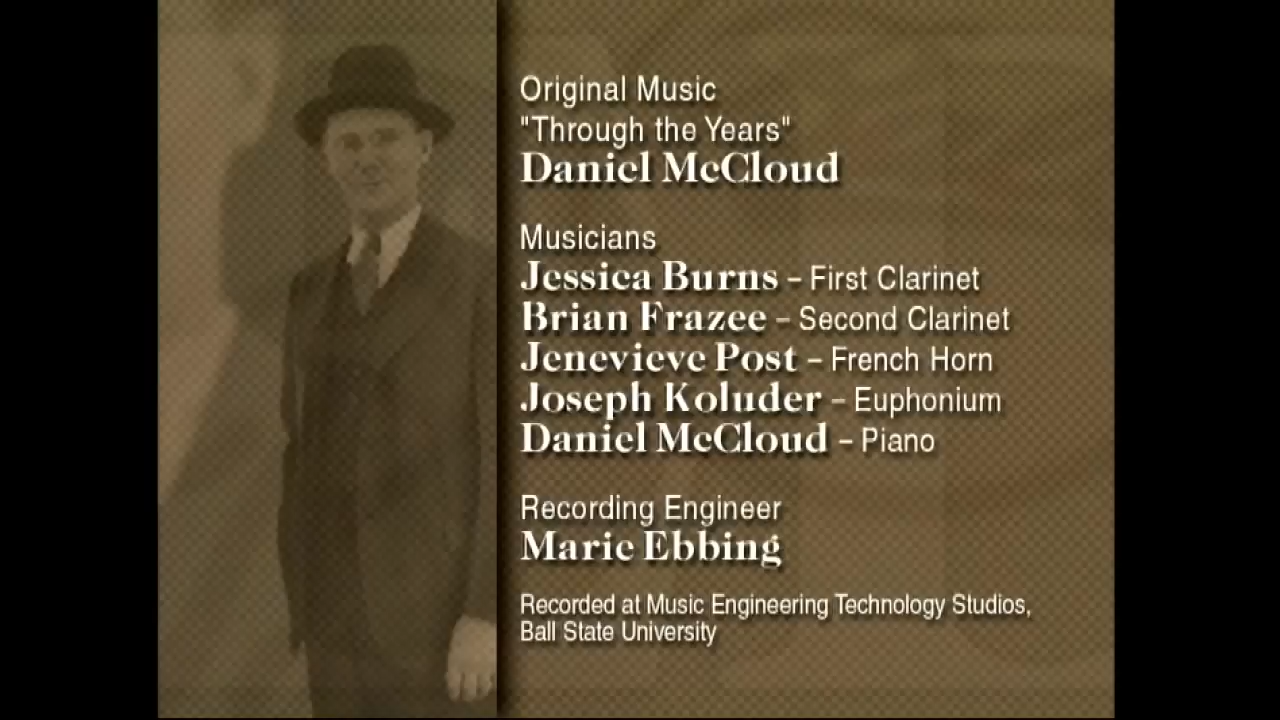 Original Music
"Through the Years"
Daniel McCloud
Musicians
Jessica Burns – First Clarinet
Brian Frazee – Second Clarinet
Jenevieve Post – French Horn
Joseph Koluder – Euphonium
Daniel McCloud – Piano
Recording Engineer
Marie Ebbing
Recorded at Music Engineering Technology Studios,
Ball State University